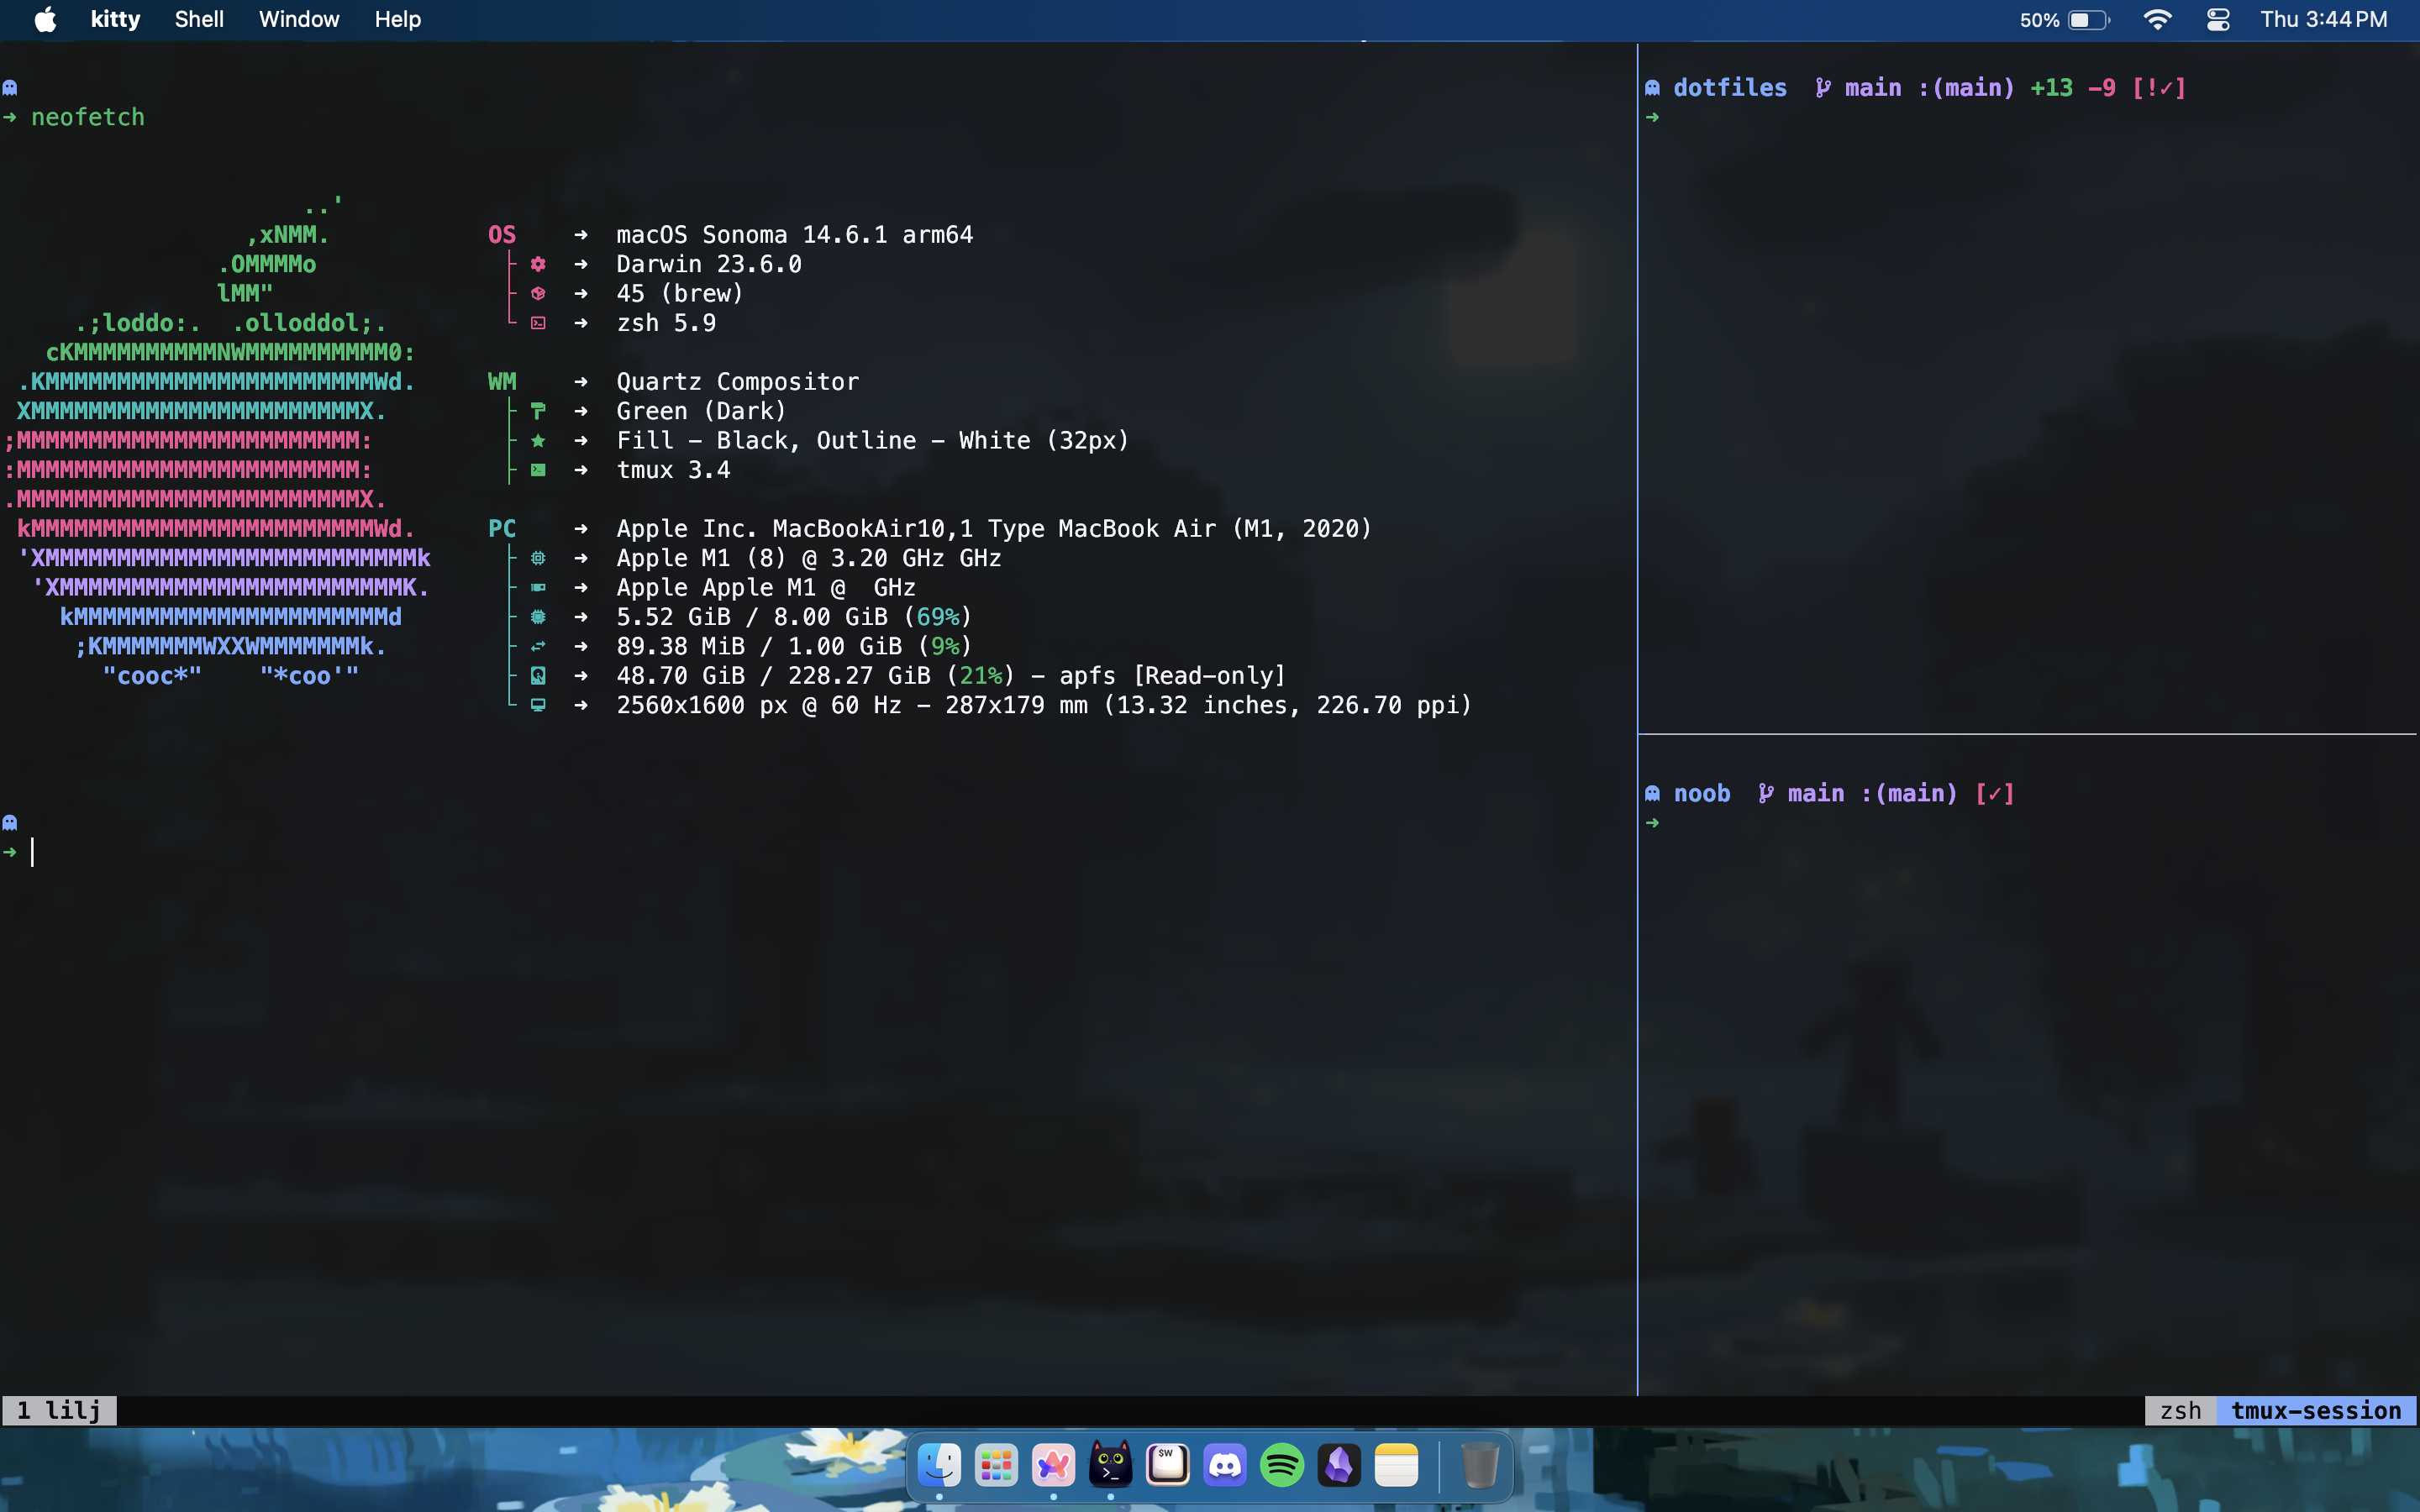 kitty Shell Window Help 50% Thu 3:44 PM
➜ neofetch
..'
,xNMM.
.OMMMMo
lMM"
.;loddo:.  .olloddol;.
cKMMMMMMMMMMNWMMMMMMMMMM0:
.KMMMMMMMMMMMMMMMMMMMMMMMWd.
XMMMMMMMMMMMMMMMMMMMMMMMX.
;MMMMMMMMMMMMMMMMMMMMMMMM:
:MMMMMMMMMMMMMMMMMMMMMMMM:
.MMMMMMMMMMMMMMMMMMMMMMMMX.
kMMMMMMMMMMMMMMMMMMMMMMMMWd.
'XMMMMMMMMMMMMMMMMMMMMMMMMMMk
'XMMMMMMMMMMMMMMMMMMMMMMMMK.
kMMMMMMMMMMMMMMMMMMMMMMd
;KMMMMMMMWXXWMMMMMMMk.
"cooc*"    "*coo'"
OS ➜ macOS Sonoma 14.6.1 arm64
➜ Darwin 23.6.0
➜ 45 (brew)
➜ zsh 5.9
WM ➜ Quartz Compositor
➜ Green (Dark)
➜ Fill - Black, Outline - White (32px)
➜ tmux 3.4
PC ➜ Apple Inc. MacBookAir10,1 Type MacBook Air (M1, 2020)
➜ Apple M1 (8) @ 3.20 GHz GHz
➜ Apple Apple M1 @  GHz
➜ 5.52 GiB / 8.00 GiB (69%)
➜ 89.38 MiB / 1.00 GiB (9%)
➜ 48.70 GiB / 228.27 GiB (21%) - apfs [Read-only]
➜ 2560x1600 px @ 60 Hz - 287x179 mm (13.32 inches, 226.70 ppi)
➜
dotfiles main :(main) +13 -9 [!✓]
➜
noob main :(main) [✓]
➜
1 lilj
zsh tmux-session
$W
>_